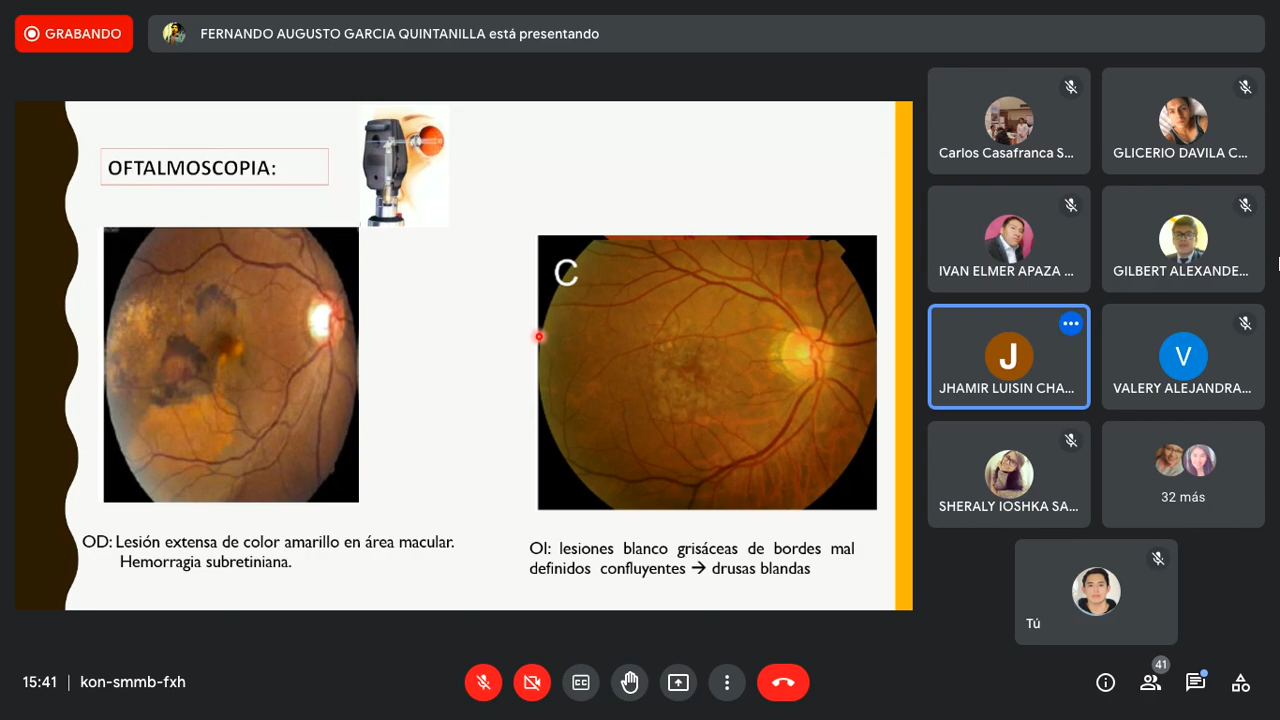 GRABANDO
FERNANDO AUGUSTO GARCIA QUINTANILLA está presentando
OFTALMOSCOPIA:
C
OD: Lesión extensa de color amarillo en área macular.
Hemorragia subretiniana.
OI: lesiones blanco grisáceas de bordes mal
definidos confluyentes → drusas blandas
Carlos Casafranca S...
GLICERIO DAVILA C...
IVAN ELMER APAZA ...
GILBERT ALEXANDE...
J
JHAMIR LUISIN CHA...
V
VALERY ALEJANDRA...
SHERALY IOSHKA SA...
32 más
Tú
15:41 | kon-smmb-fxh
CC
41